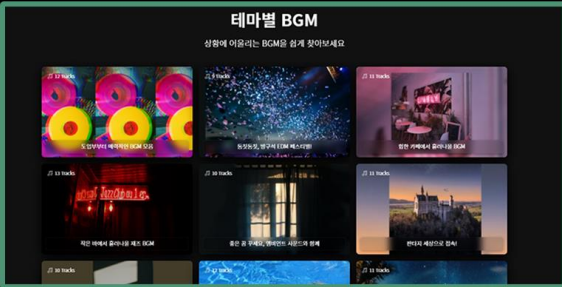 테마별 BGM
상황에 어울리는 BGM을 쉽게 찾아보세요
12 tracks
9 tracks
11 tracks
도입부부터 매력적인 BGM 모음
둠칫둠칫, 방구석 EDM 페스티벌!
힙한 카페에서 흘러나올 BGM
13 tracks
10 tracks
11 tracks
작은 바에서 흘러나올 재즈 BGM
좋은 꿈 꾸세요, 앰비언트 사운드와 함께
판타지 세상으로 접속!
10 tracks
12 tracks
11 tracks